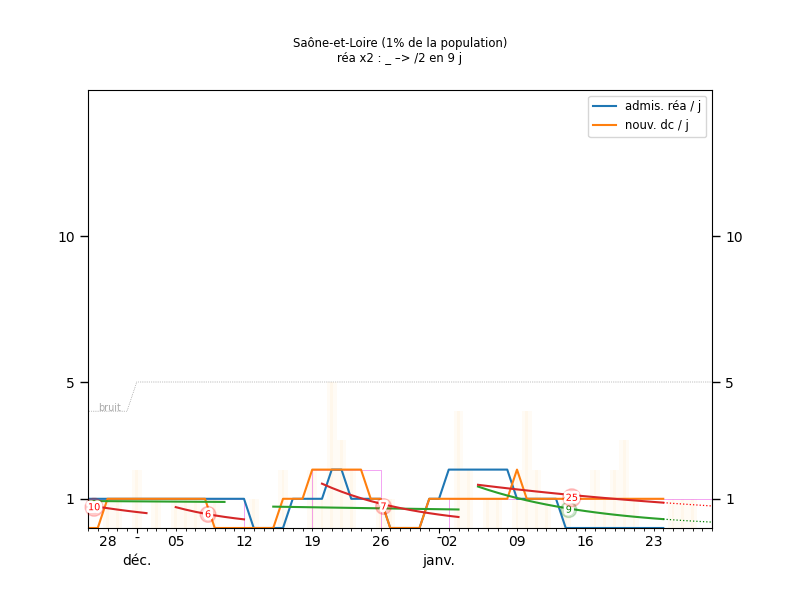 Saône-et-Loire (1% de la population)
réa x2 : _ –> /2 en 9 j
admis. réa / j
nouv. dc / j
10 10
5 5
bruit
1 1
10 6 7 25 9
28 - 05 12 19 26 02 09 16 23
déc. janv.